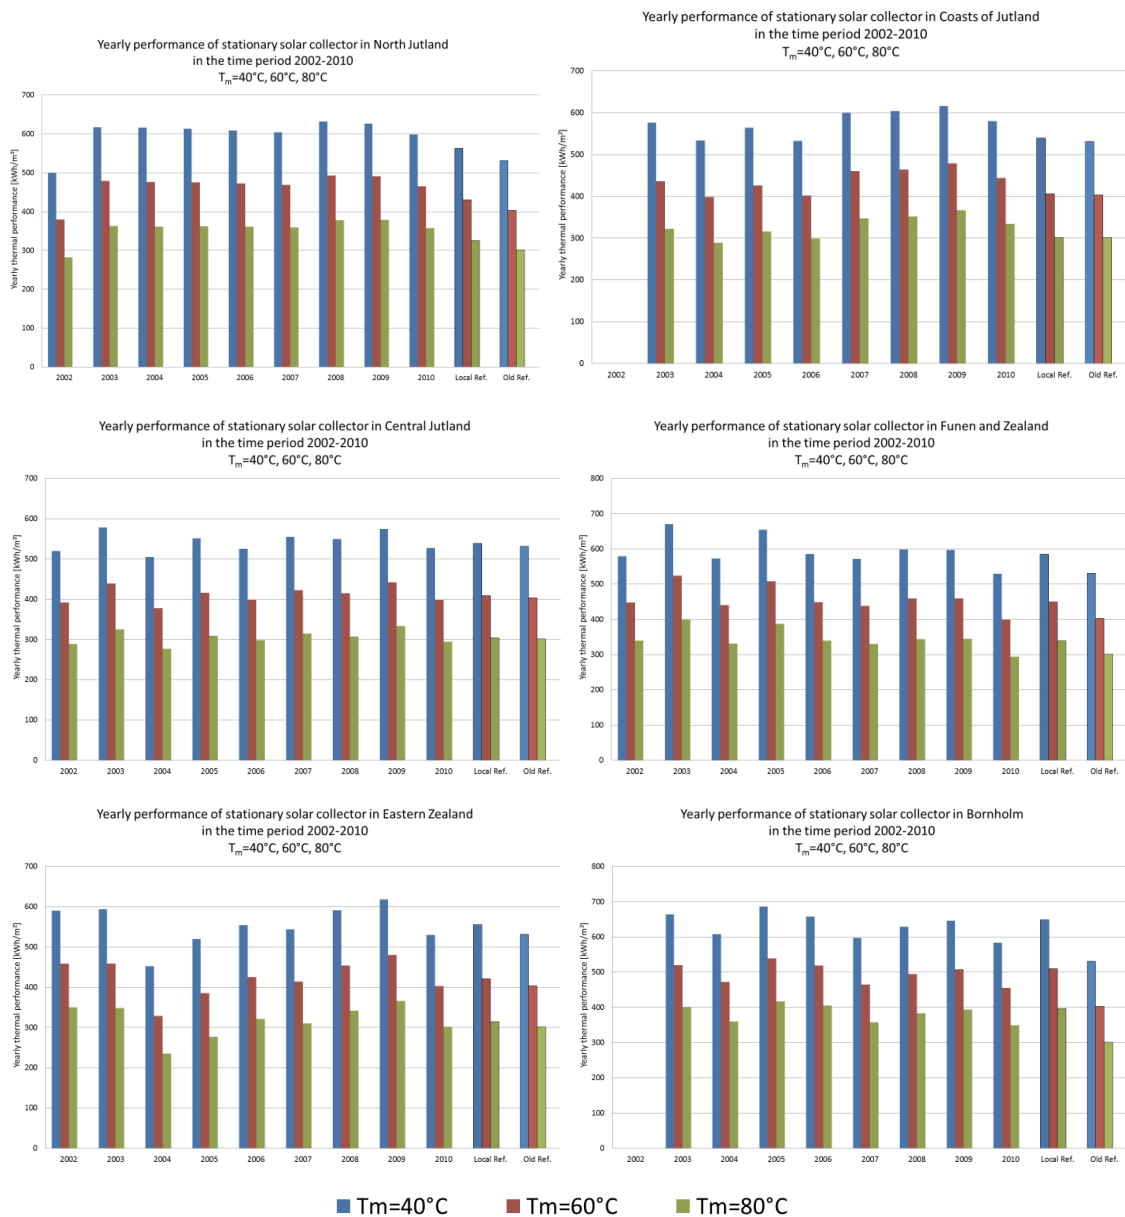 Yearly performance of stationary solar collector in North Jutland
in the time period 2002-2010
Tm=40°C, 60°C, 80°C
Yearly thermal performance [kWh/m²]
700
600
500
400
300
200
100
0
2002 2003 2004 2005 2006 2007 2008 2009 2010 Local Ref. Old Ref.
Yearly performance of stationary solar collector in Coasts of Jutland
in the time period 2002-2010
Tm=40°C, 60°C, 80°C
Yearly thermal performance [kWh/m²]
700
600
500
400
300
200
100
0
2002 2003 2004 2005 2006 2007 2008 2009 2010 Local Ref. Old Ref.
Yearly performance of stationary solar collector in Central Jutland
in the time period 2002-2010
Tm=40°C, 60°C, 80°C
Yearly thermal performance [kWh/m²]
700
600
500
400
300
200
100
0
2002 2003 2004 2005 2006 2007 2008 2009 2010 Local Ref. Old Ref.
Yearly performance of stationary solar collector in Funen and Zealand
in the time period 2002-2010
Tm=40°C, 60°C, 80°C
Yearly thermal performance [kWh/m²]
800
700
600
500
400
300
200
100
0
2002 2003 2004 2005 2006 2007 2008 2009 2010 Local Ref. Old Ref.
Yearly performance of stationary solar collector in Eastern Zealand
in the time period 2002-2010
Tm=40°C, 60°C, 80°C
Yearly thermal performance [kWh/m²]
700
600
500
400
300
200
100
0
2002 2003 2004 2005 2006 2007 2008 2009 2010 Local Ref. Old Ref.
Yearly performance of stationary solar collector in Bornholm
in the time period 2002-2010
Tm=40°C, 60°C, 80°C
Yearly thermal performance [kWh/m²]
800
700
600
500
400
300
200
100
0
2002 2003 2004 2005 2006 2007 2008 2009 2010 Local Ref. Old Ref.
Tm=40°C Tm=60°C Tm=80°C